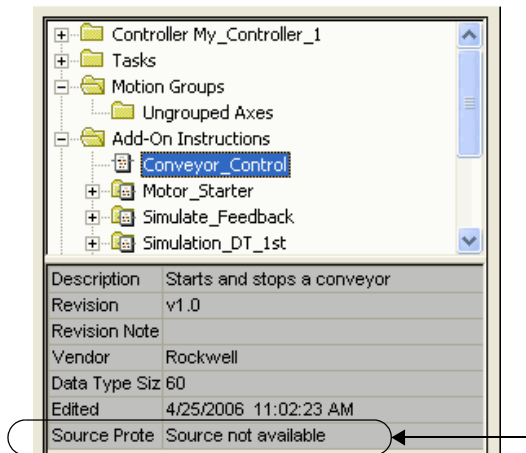 Controller My_Controller_1
Tasks
Motion Groups
Ungrouped Axes
Add-On Instructions
Conveyor_Control
Motor_Starter
Simulate_Feedback
Simulation_DT_1st
Description Starts and stops a conveyor
Revision v1.0
Revision Note
Vendor Rockwell
Data Type Siz 60
Edited 4/25/2006 11:02:23 AM
Source Prote Source not available